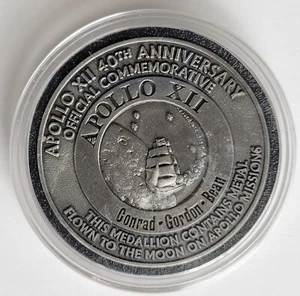 APOLLO XII 40TH ANNIVERSARY
OFFICIAL COMMEMORATIVE
APOLLO XII
Conrad - Gordon - Bean
THIS MEDALLION CONTAINS METAL
FLOWN TO THE MOON ON APOLLO MISSIONS